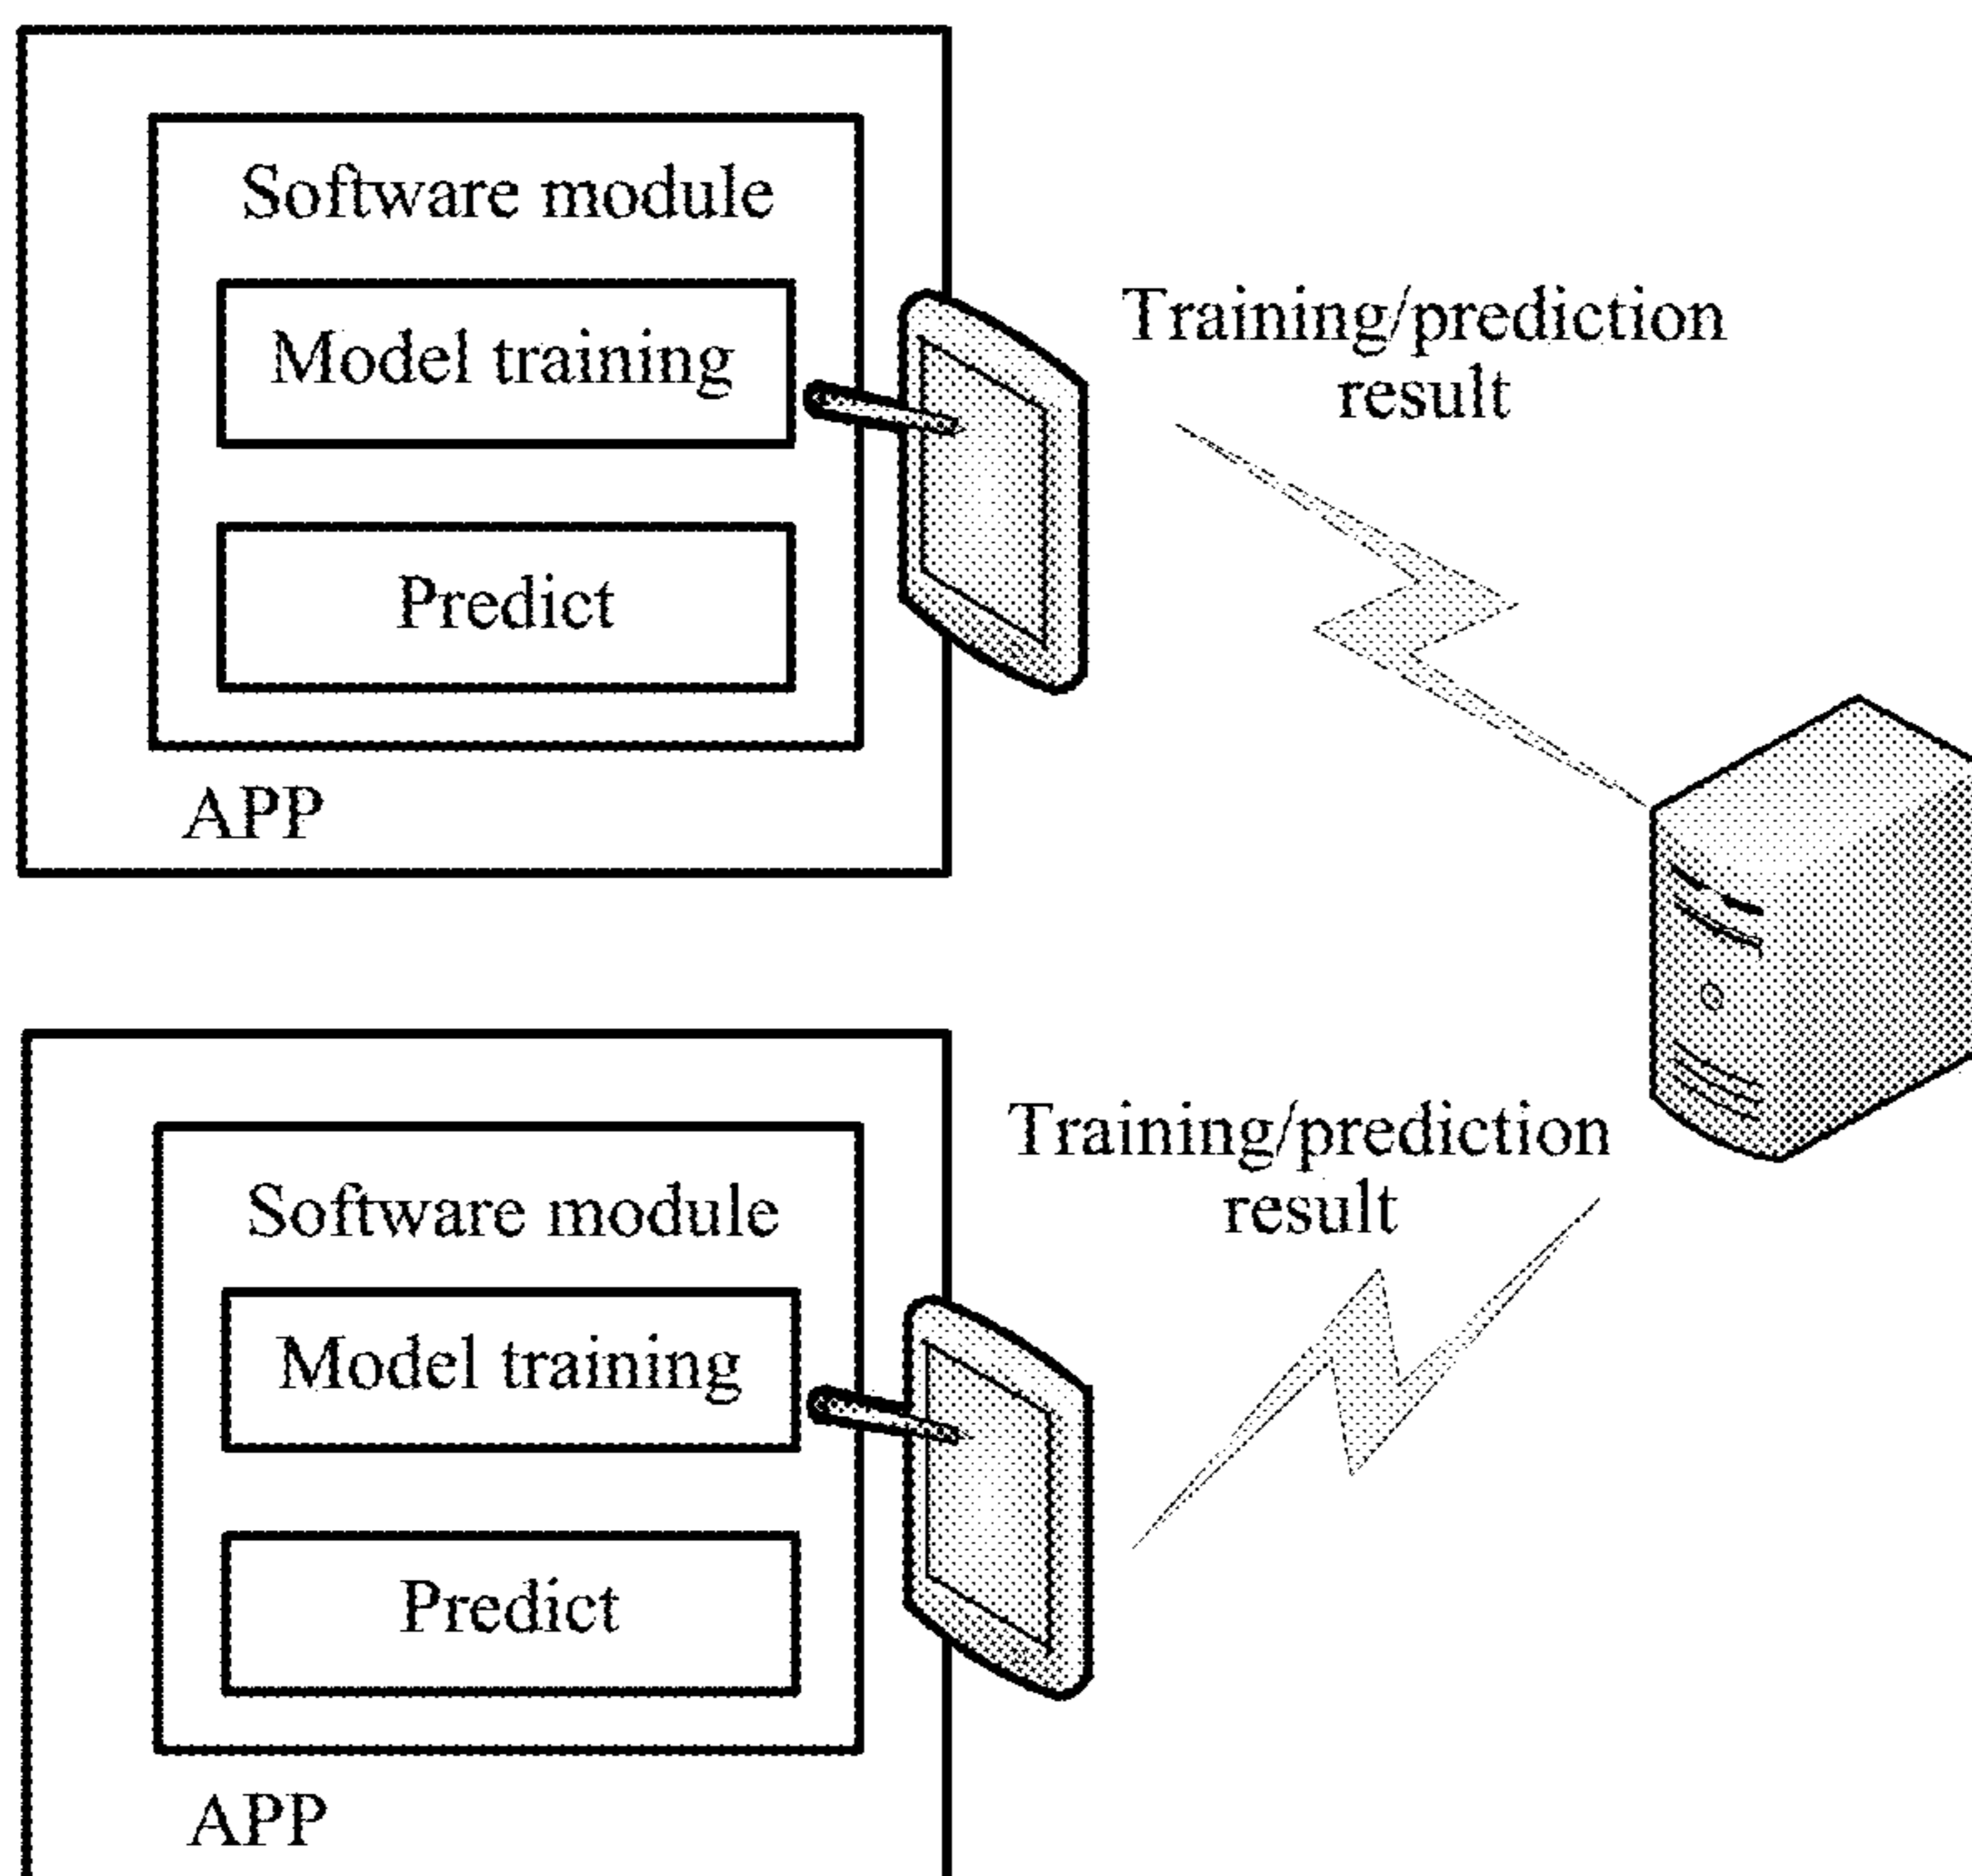 Software module
Model training
Predict
APP
Training/prediction
result
Software module
Model training
Predict
APP
Training/prediction
result